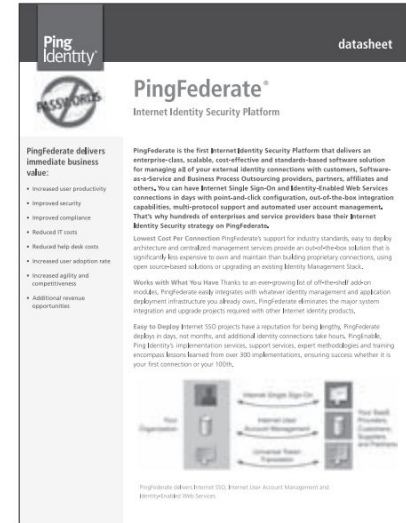 Ping
Identity®
datasheet
PASSWORDS
PingFederate®
Internet Identity Security Platform
PingFederate delivers
immediate business
value:
• Increased user productivity
• Improved security
• Improved compliance
• Reduced IT costs
• Reduced help desk costs
• Increased user adoption rate
• Increased agility and
competitiveness
• Additional revenue
opportunities
PingFederate is the first Internet Identity Security Platform that delivers an
enterprise-class, scalable, cost-effective and standards-based software solution
for managing all of your external identity connections with customers, Software-
as-a-Service and Business Process Outsourcing providers, partners, affiliates and
others. You can have Internet Single Sign-On and Identity-Enabled Web Services
connections in days with point-and-click configuration, out-of-the-box integration
capabilities, multi-protocol support and automated user account management.
That's why hundreds of enterprises and service providers base their Internet
Identity Security strategy on PingFederate.
Lowest Cost Per Connection PingFederate's support for industry standards, easy to deploy
architecture and centralized management services provide an out-of-the-box solution that is
significantly less expensive to own and maintain than building proprietary connections, using
open source-based solutions or upgrading an existing Identity Management Stack.
Works with What You Have Thanks to an ever-growing list of off-the-shelf add-on
modules, PingFederate easily integrates with whatever identity management and application
deployment infrastructure you already own. PingFederate eliminates the major system
integration and upgrade projects required with other Internet identity products.
Easy to Deploy Internet SSO projects have a reputation for being lengthy, PingFederate
deploys in days, not months, and additional identity connections take hours. PingEnable,
Ping Identity's implementation services, support services, expert methodologies and training
encompass lessons learned from over 300 implementations, ensuring success whether it is
your first connection or your 100th.
Your
Organization
Internet Single Sign-On
Internet User
Account Management
Universal Token
Translation
Your SaaS
Providers,
Customers,
Suppliers
and Partners
PingFederate delivers Internet SSO, Internet User Account Management and
Identity-Enabled Web Services